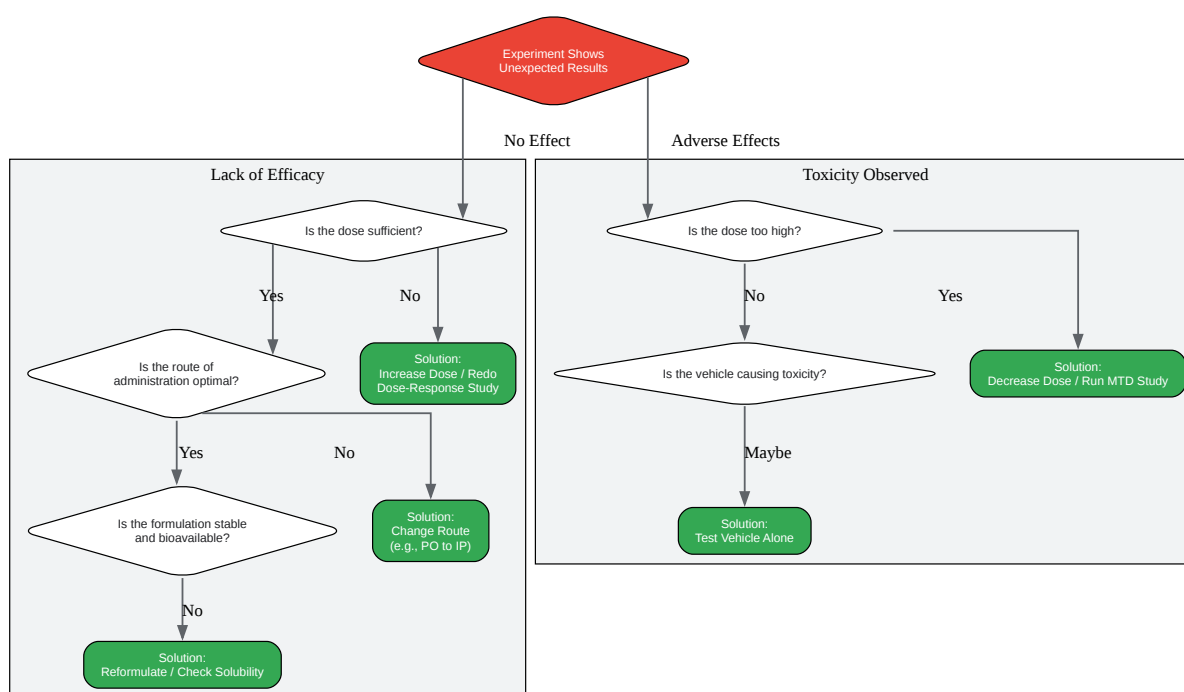 Experiment Shows
Unexpected Results
No Effect
Adverse Effects
Lack of Efficacy
Is the dose sufficient?
Yes
No
Is the route of
administration optimal?
Solution:
Increase Dose / Redo
Dose-Response Study
Yes
No
Is the formulation stable
and bioavailable?
Solution:
Change Route
(e.g., PO to IP)
No
Solution:
Reformulate / Check Solubility
Toxicity Observed
Is the dose too high?
No
Yes
Is the vehicle causing toxicity?
Solution:
Decrease Dose / Run MTD Study
Maybe
Solution:
Test Vehicle Alone